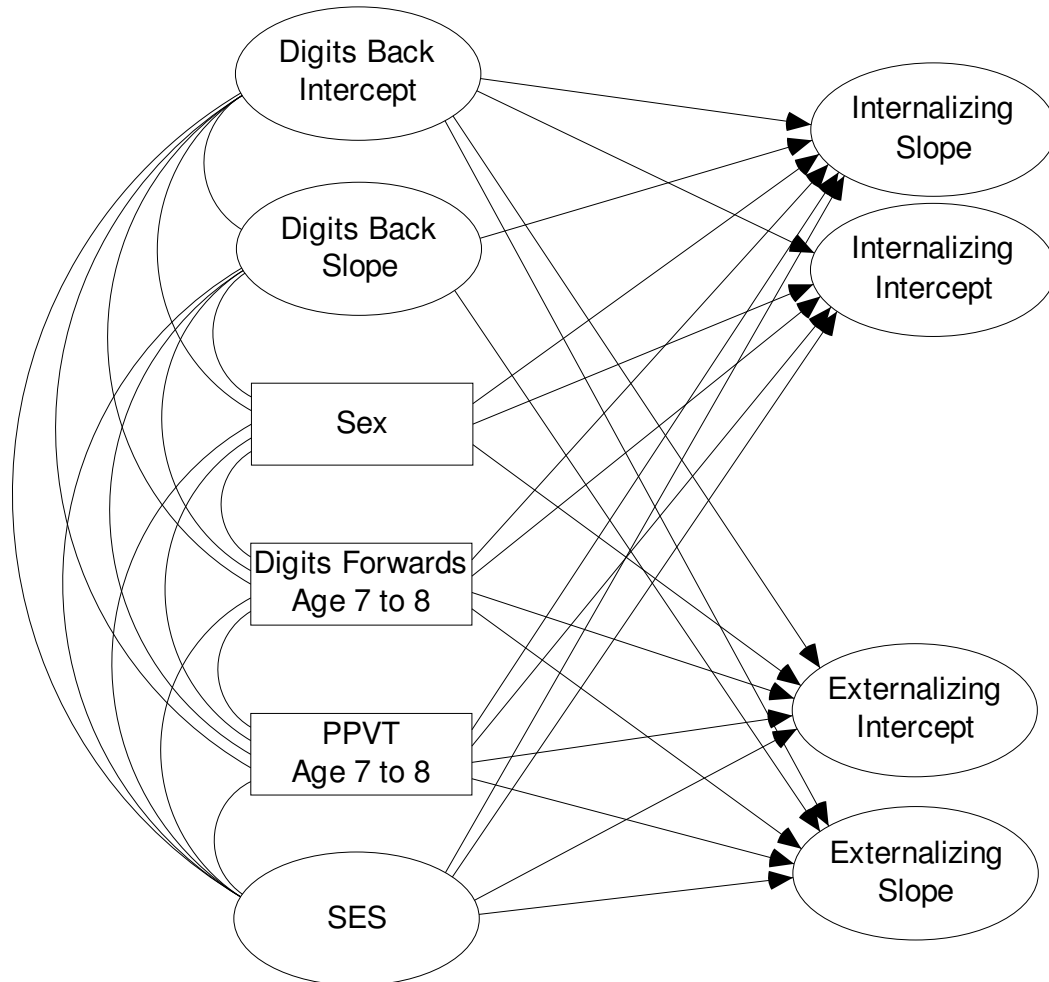 Digits Back
Intercept
Digits Back
Slope
Sex
Digits Forwards
Age 7 to 8
PPVT
Age 7 to 8
SES
Internalizing
Slope
Internalizing
Intercept
Externalizing
Intercept
Externalizing
Slope